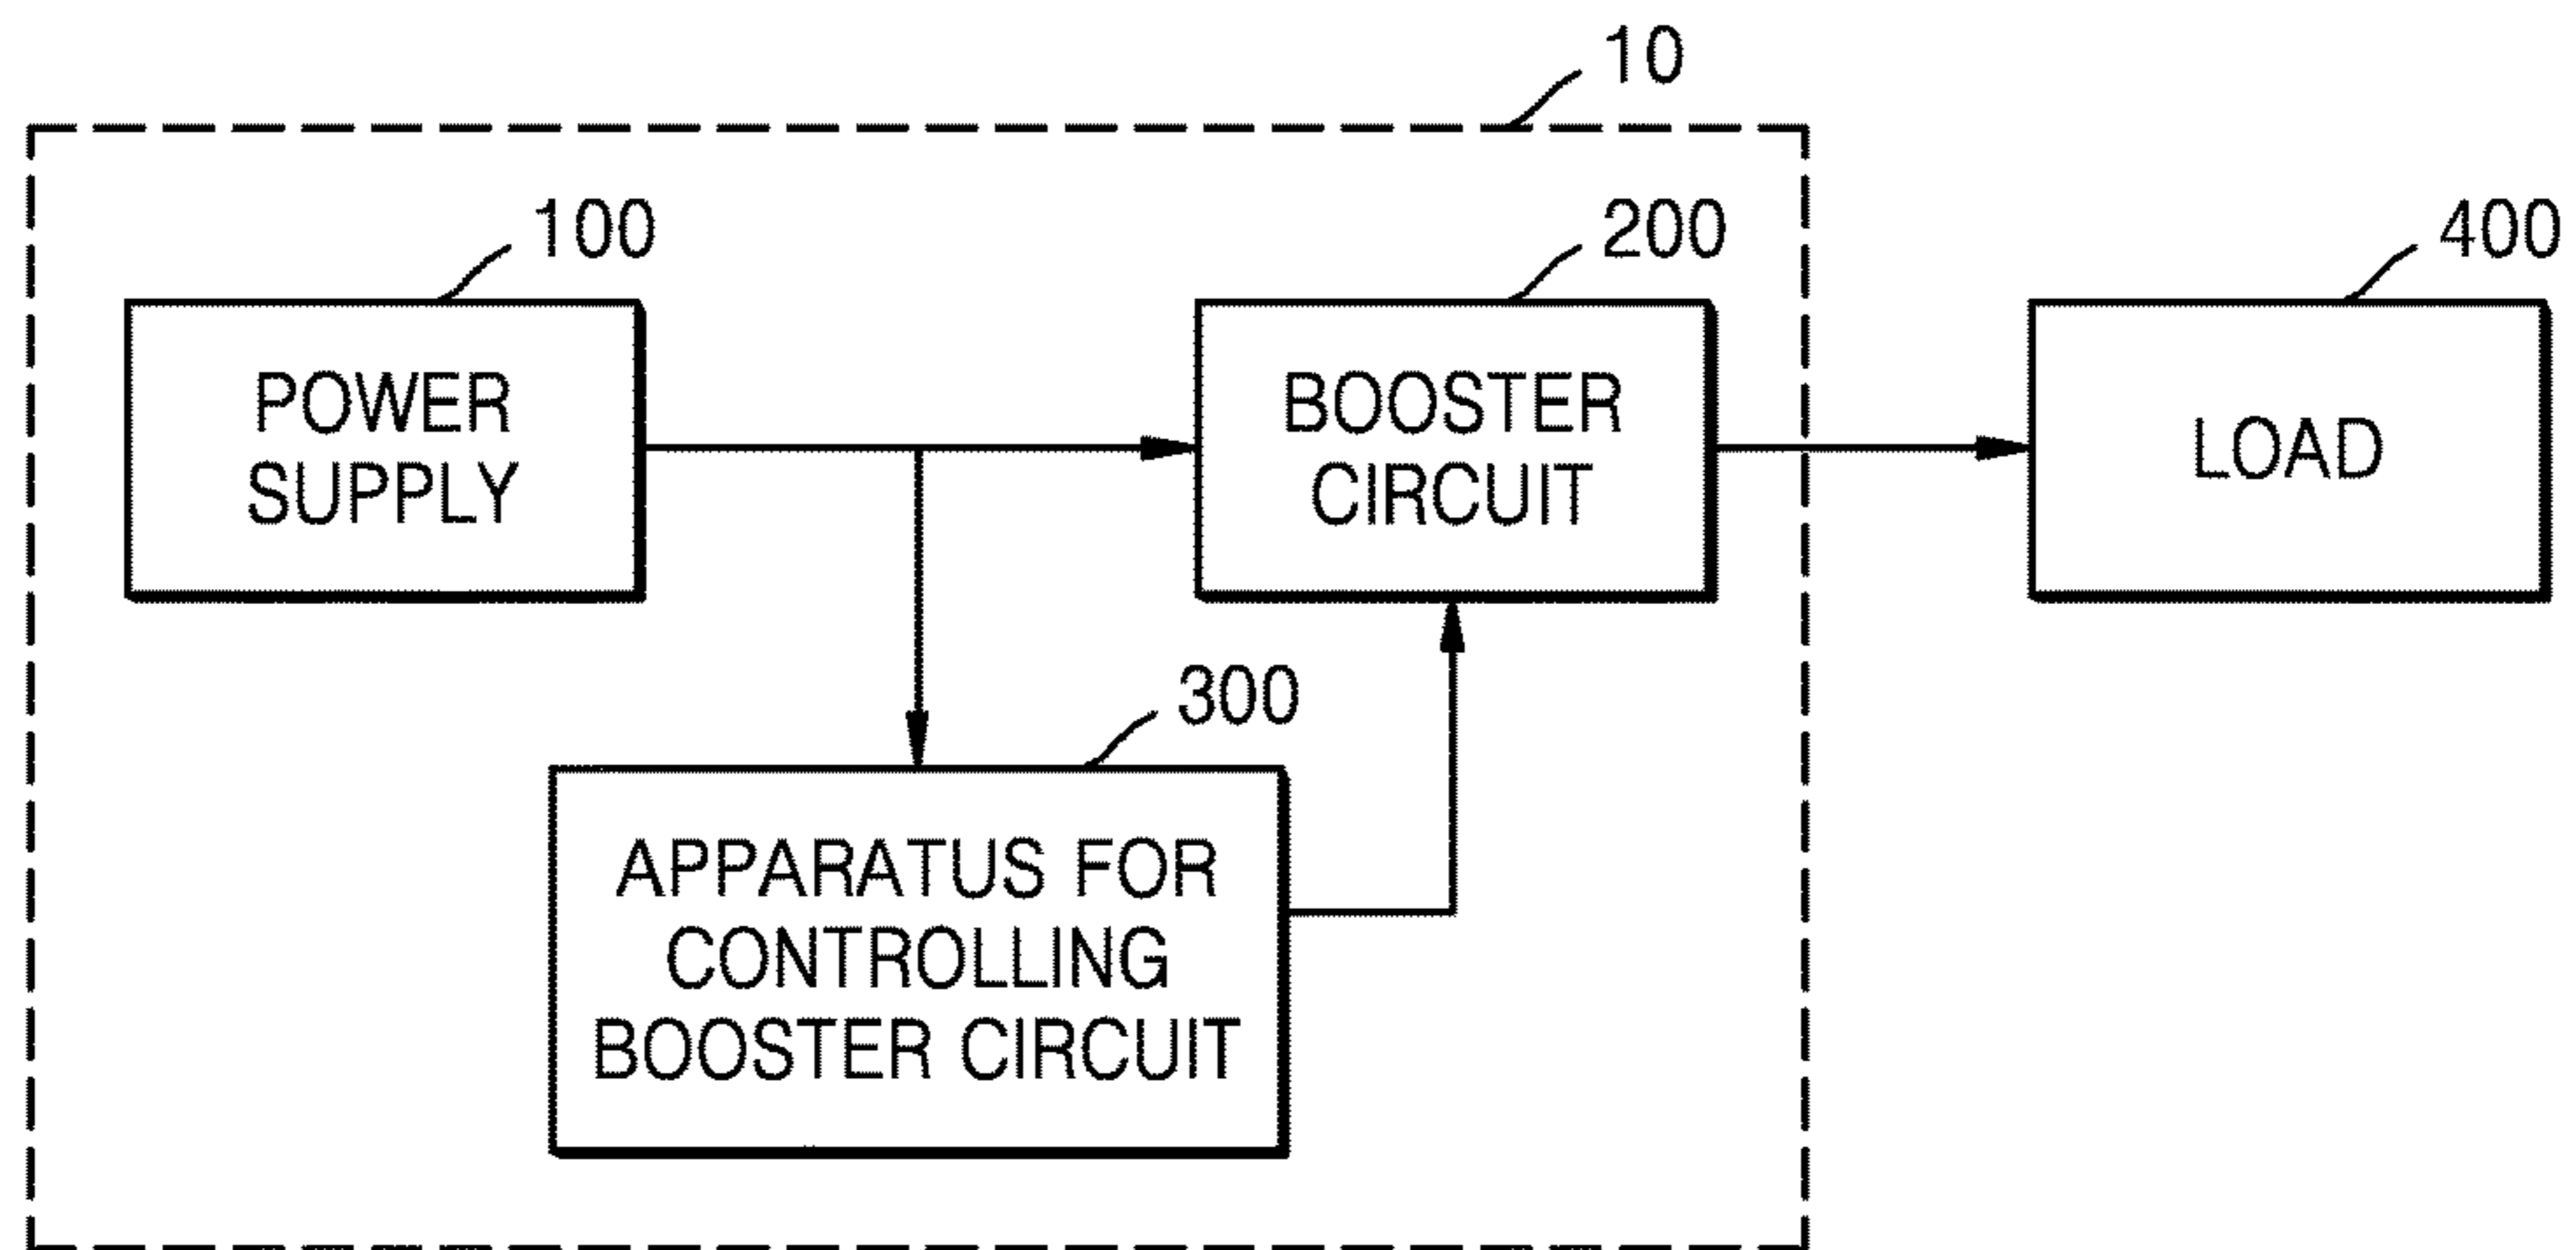 10
100
200
400
POWER
SUPPLY
BOOSTER
CIRCUIT
LOAD
300
APPARATUS FOR
CONTROLLING
BOOSTER CIRCUIT